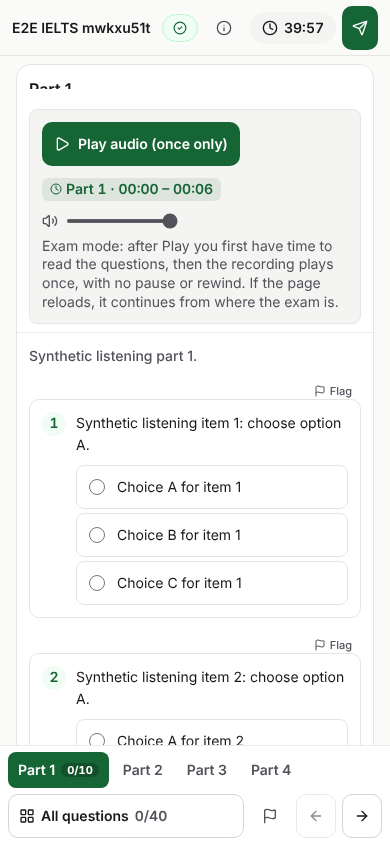 E2E IELTS mwkxu51t
39:57
Part 1
Play audio (once only)
Part 1 · 00:00 – 00:06
Exam mode: after Play you first have time to
read the questions, then the recording plays
once, with no pause or rewind. If the page
reloads, it continues from where the exam is.
Synthetic listening part 1.
Flag
1 Synthetic listening item 1: choose option
A.
Choice A for item 1
Choice B for item 1
Choice C for item 1
Flag
2 Synthetic listening item 2: choose option
A.
Choice A for item 2
Part 1 0/10 Part 2 Part 3 Part 4
All questions 0/40